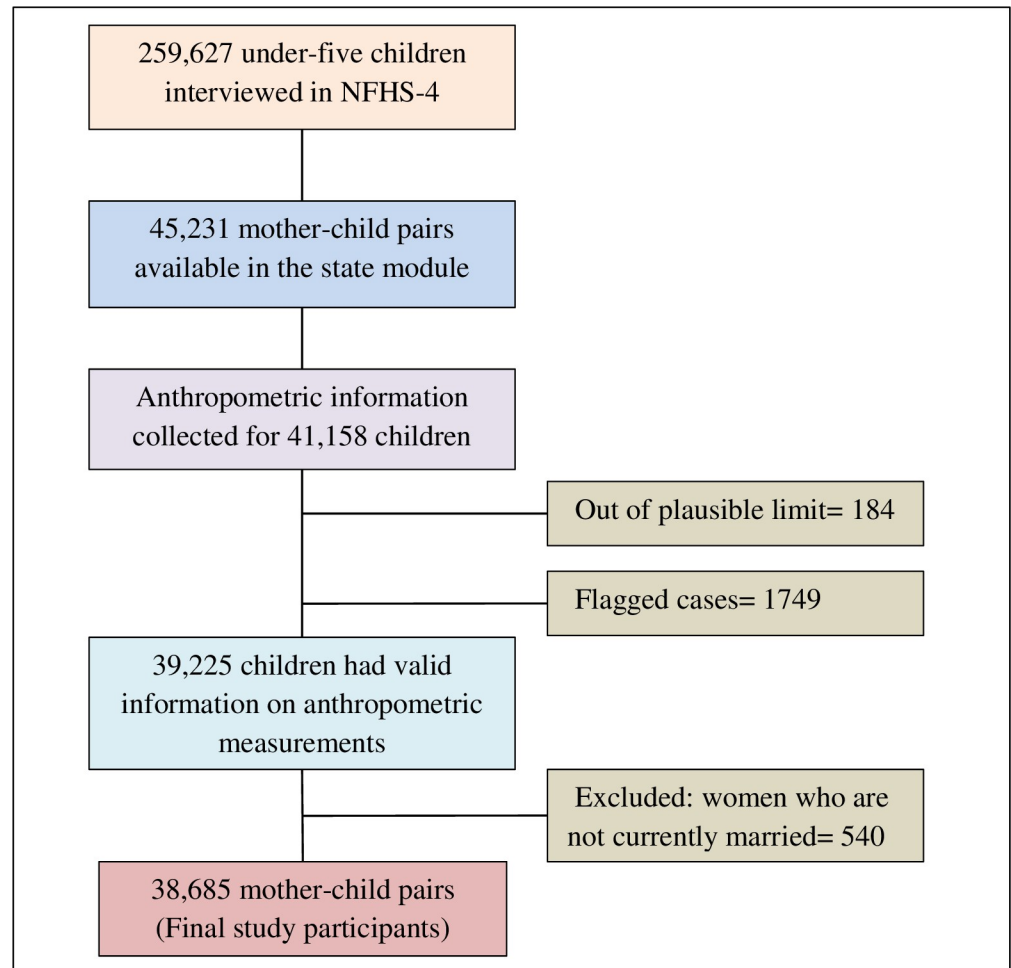 259,627 under-five children
interviewed in NFHS-4
45,231 mother-child pairs
available in the state module
Anthropometric information
collected for 41,158 children
Out of plausible limit= 184
Flagged cases= 1749
39,225 children had valid
information on anthropometric
measurements
Excluded: women who are
not currently married= 540
38,685 mother-child pairs
(Final study participants)